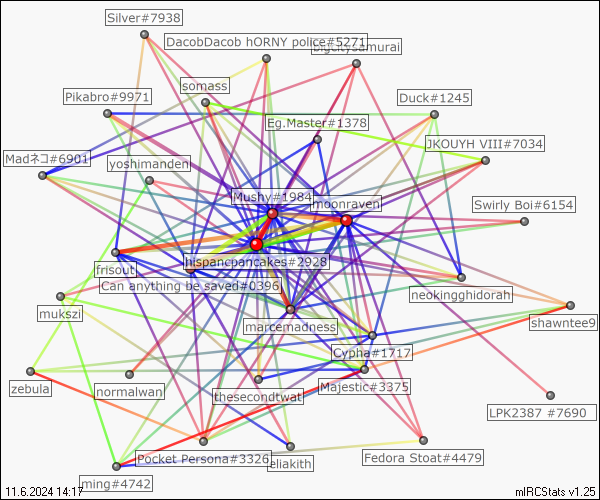 Silver#7938
DacobDacob hORNY police#5271
bigcitysamurai
somass
Pikabro#9971
Duck#1245
Eg.Master#1378
JKOUYH VIII#7034
Madネコ#6901
yoshimanden
Mushy#1984
moonraven
Swirly Boi#6154
hispancpancakes#2928
frisout
Can anything be saved#0396
neokingghidorah
mukszi
marcemadness
shawntee9
Cypha#1717
zebula
normalwan
thesecondtwat
Majestic#3375
LPK2387 #7690
Pocket Persona#3326
eliakith
Fedora Stoat#4479
ming#4742
11.6.2024 14:17
mIRCStats v1.25